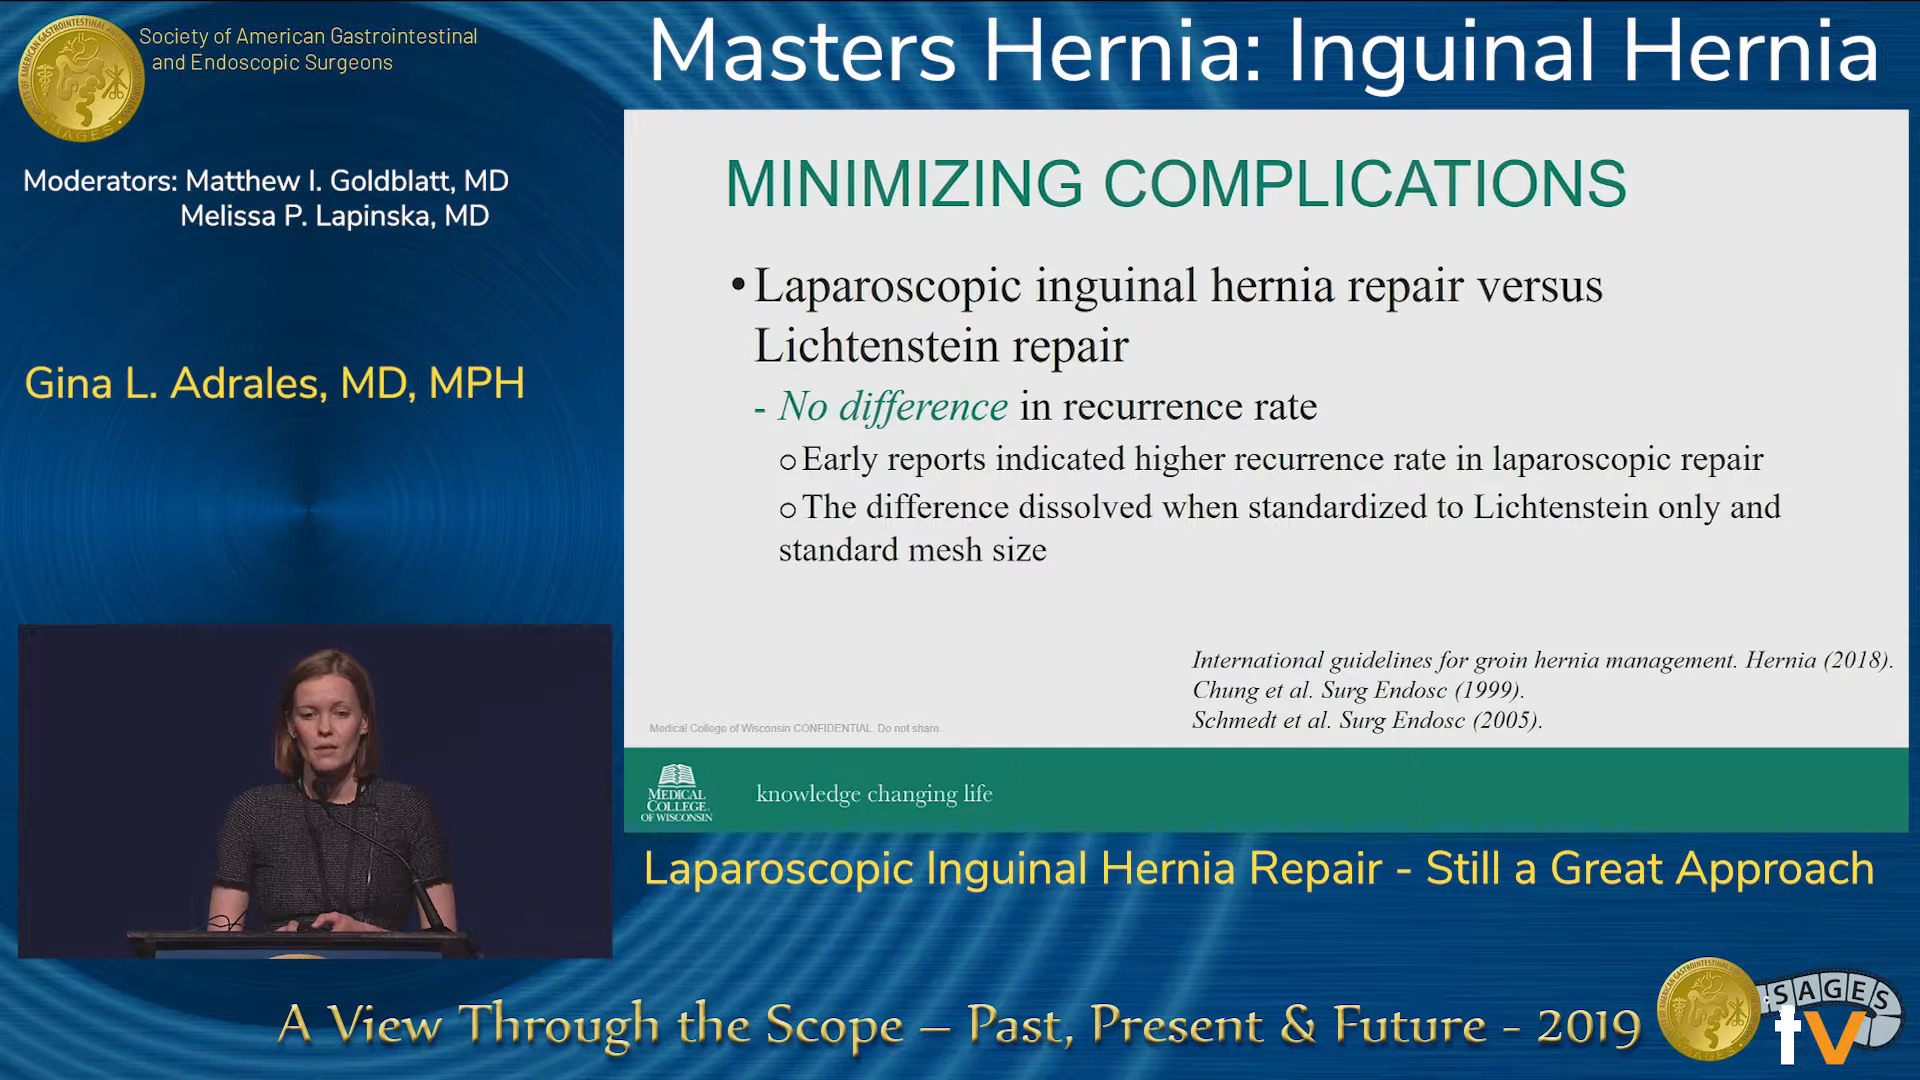 Society of American Gastrointestinal
and Endoscopic Surgeons
Masters Hernia: Inguinal Hernia
Moderators: Matthew I. Goldblatt, MD
Melissa P. Lapinska, MD
Gina L. Adrales, MD, MPH
MINIMIZING COMPLICATIONS
• Laparoscopic inguinal hernia repair versus
Lichtenstein repair
- No difference in recurrence rate
o Early reports indicated higher recurrence rate in laparoscopic repair
o The difference dissolved when standardized to Lichtenstein only and
standard mesh size
International guidelines for groin hernia management. Hernia (2018).
Chung et al. Surg Endosc (1999).
Schmedt et al. Surg Endosc (2005).
Medical College of Wisconsin CONFIDENTIAL. Do not share.
MEDICAL
COLLEGE
OF WISCONSIN
knowledge changing life
Laparoscopic Inguinal Hernia Repair - Still a Great Approach
A View Through the Scope – Past, Present & Future - 2019
SAGES
tv